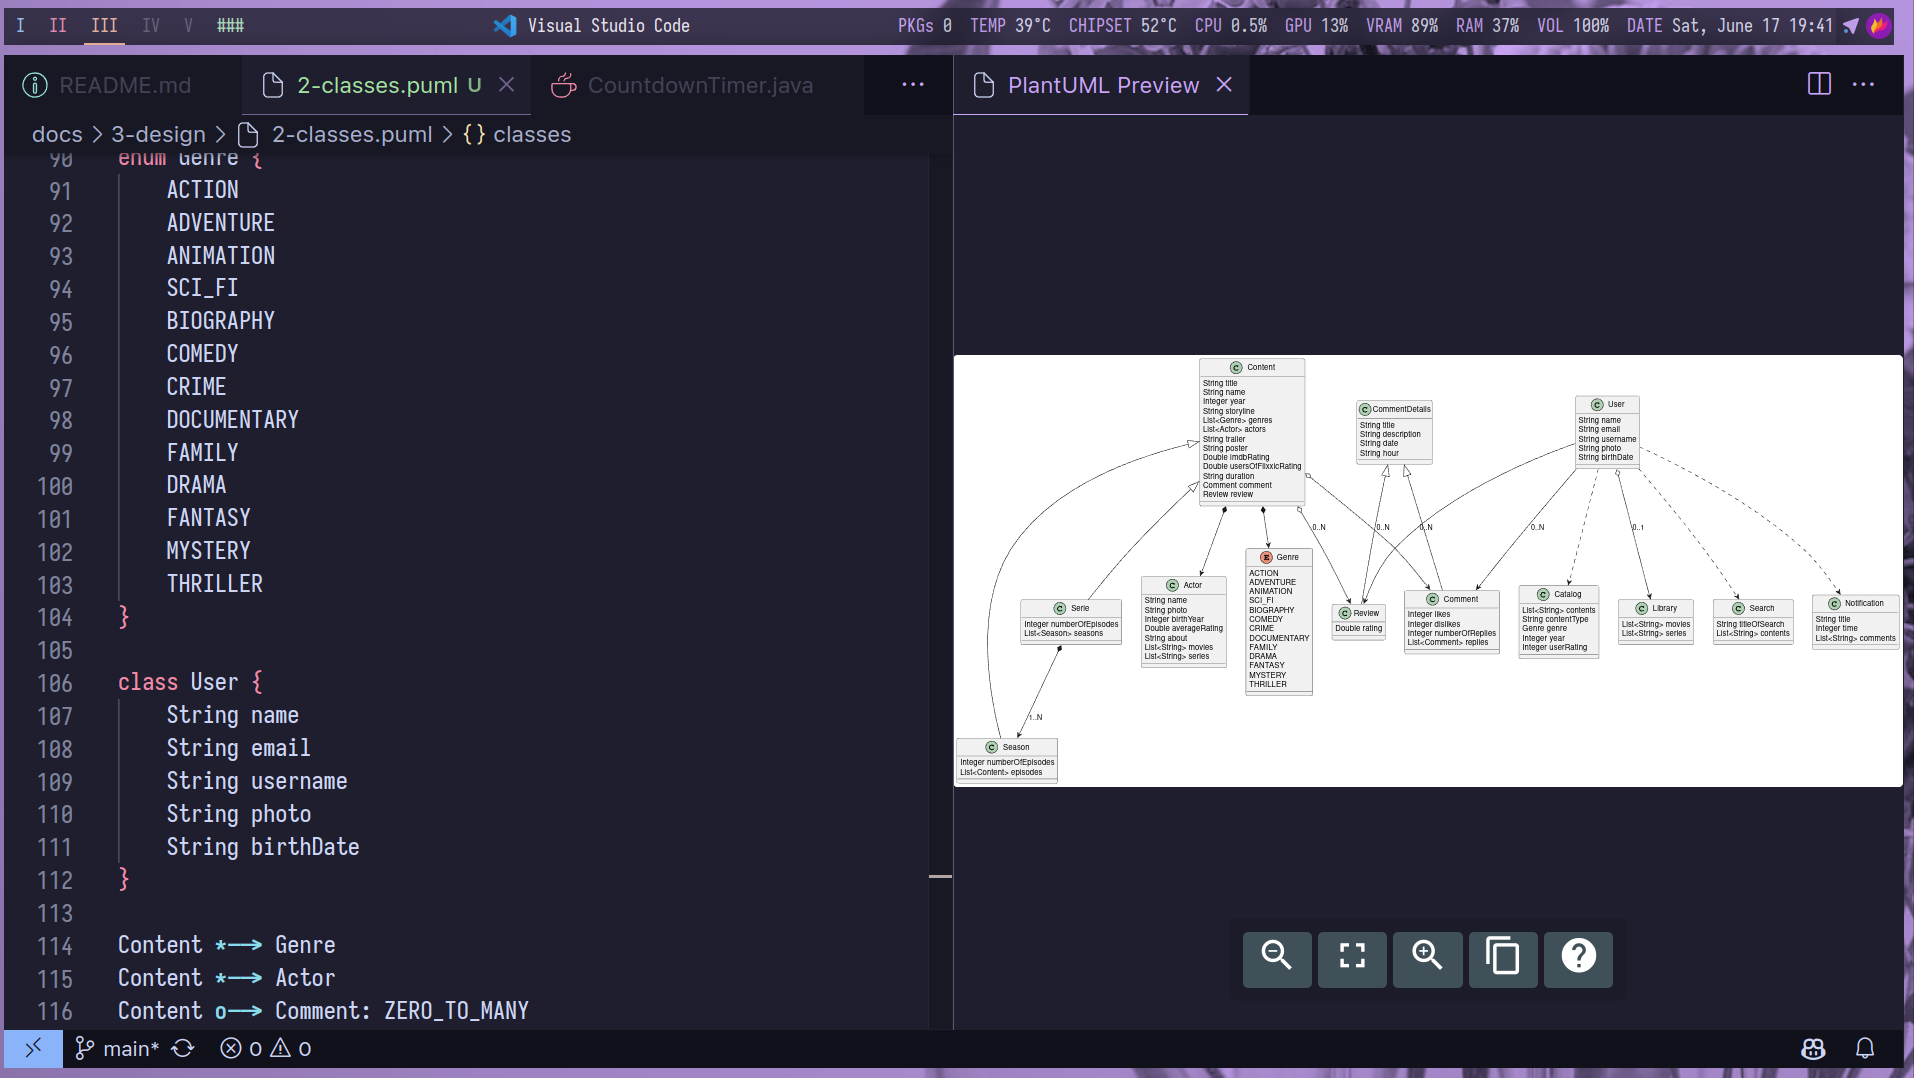 I II III IV V ###
Visual Studio Code
PKGs 0 TEMP 39°C CHIPSET 52°C CPU 0.5% GPU 13% VRAM 89% RAM 37% VOL 100% DATE Sat, June 17 19:41
README.md
2-classes.puml U
CountdownTimer.java
PlantUML Preview
docs > 3-design > 2-classes.puml > {} classes
90 enum Genre {
91 ACTION
92 ADVENTURE
93 ANIMATION
94 SCI_FI
95 BIOGRAPHY
96 COMEDY
97 CRIME
98 DOCUMENTARY
99 FAMILY
100 DRAMA
101 FANTASY
102 MYSTERY
103 THRILLER
104 }
105
106 class User {
107 String name
108 String email
109 String username
110 String photo
111 String birthDate
112 }
113
114 Content *--> Genre
115 Content *--> Actor
116 Content o--> Comment: ZERO_TO_MANY
C Content
String title
String name
Integer year
String storyline
List<Genre> genres
List<Actor> actors
String trailer
String poster
Double imdbRating
Double usersOfFlixxicRating
String duration
Comment comment
Review review
C CommentDetails
String title
String description
String date
String hour
C User
String name
String email
String username
String photo
String birthDate
0..N
0..N
0..N
0..N
0..1
C Serie
Integer numberOfEpisodes
List<Season> seasons
C Actor
String name
String photo
Integer birthYear
Double averageRating
String about
List<String> movies
List<String> series
E Genre
ACTION
ADVENTURE
ANIMATION
SCI_FI
BIOGRAPHY
COMEDY
CRIME
DOCUMENTARY
FAMILY
DRAMA
FANTASY
MYSTERY
THRILLER
C Review
Double rating
C Comment
Integer likes
Integer dislikes
Integer numberOfReplies
List<Comment> replies
C Catalog
List<String> contents
String contentType
Genre genre
Integer year
Integer userRating
C Library
List<String> movies
List<String> series
C Search
String titleOfSearch
List<String> contents
C Notification
String title
Integer time
List<String> comments
1..N
C Season
Integer numberOfEpisodes
List<Content> episodes
main* 0 0